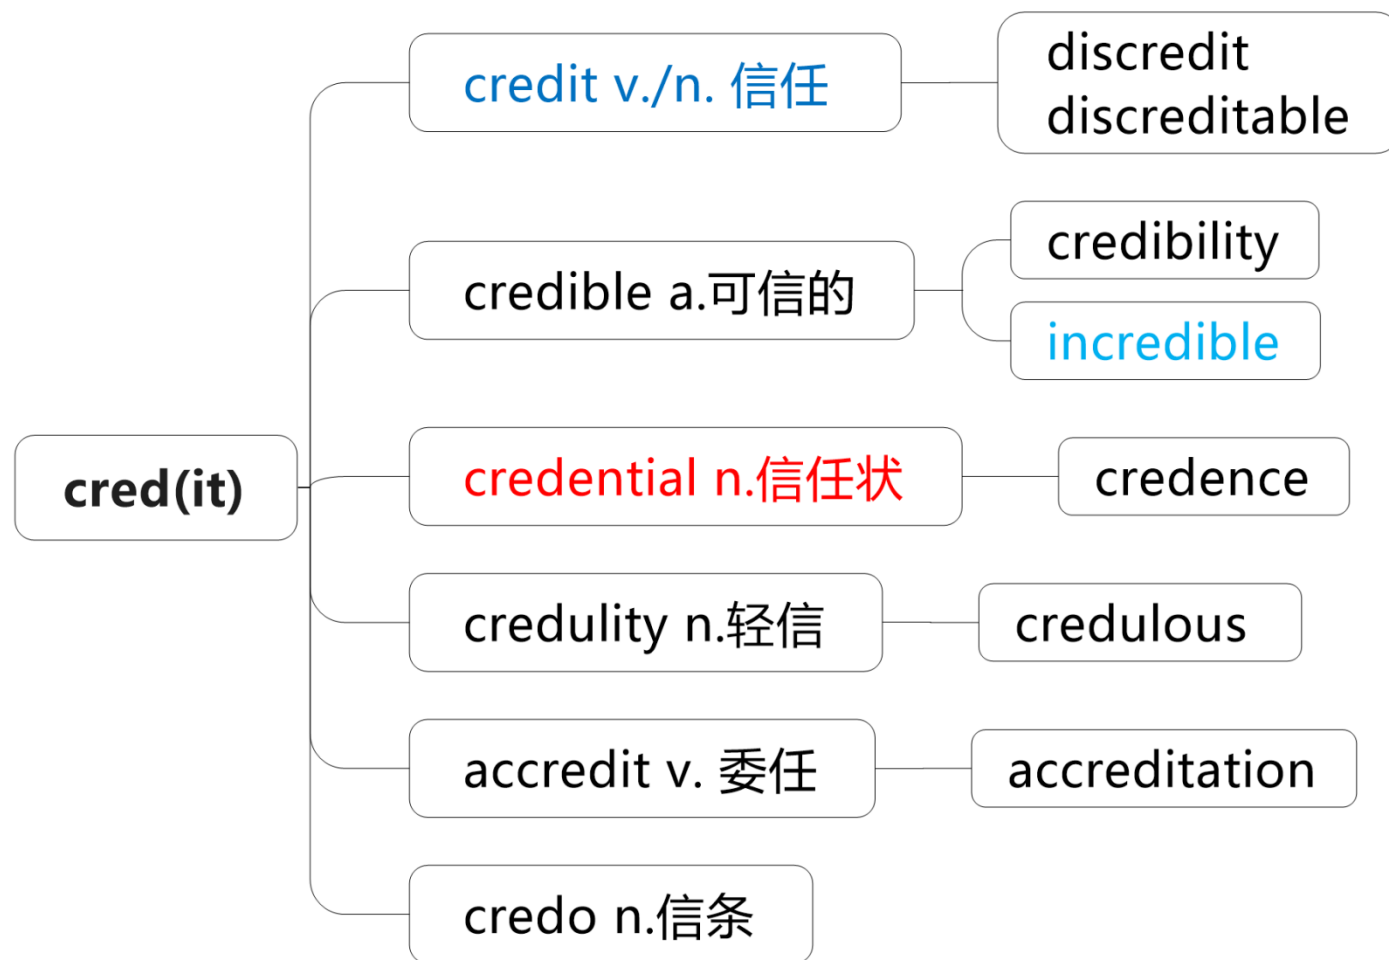 cred(it)
credit v./n. 信任
discredit
discreditable
credible a.可信的
credibility
incredible
credential n.信任状
credence
credulity n.轻信
credulous
accredit v. 委任
accreditation
credo n.信条